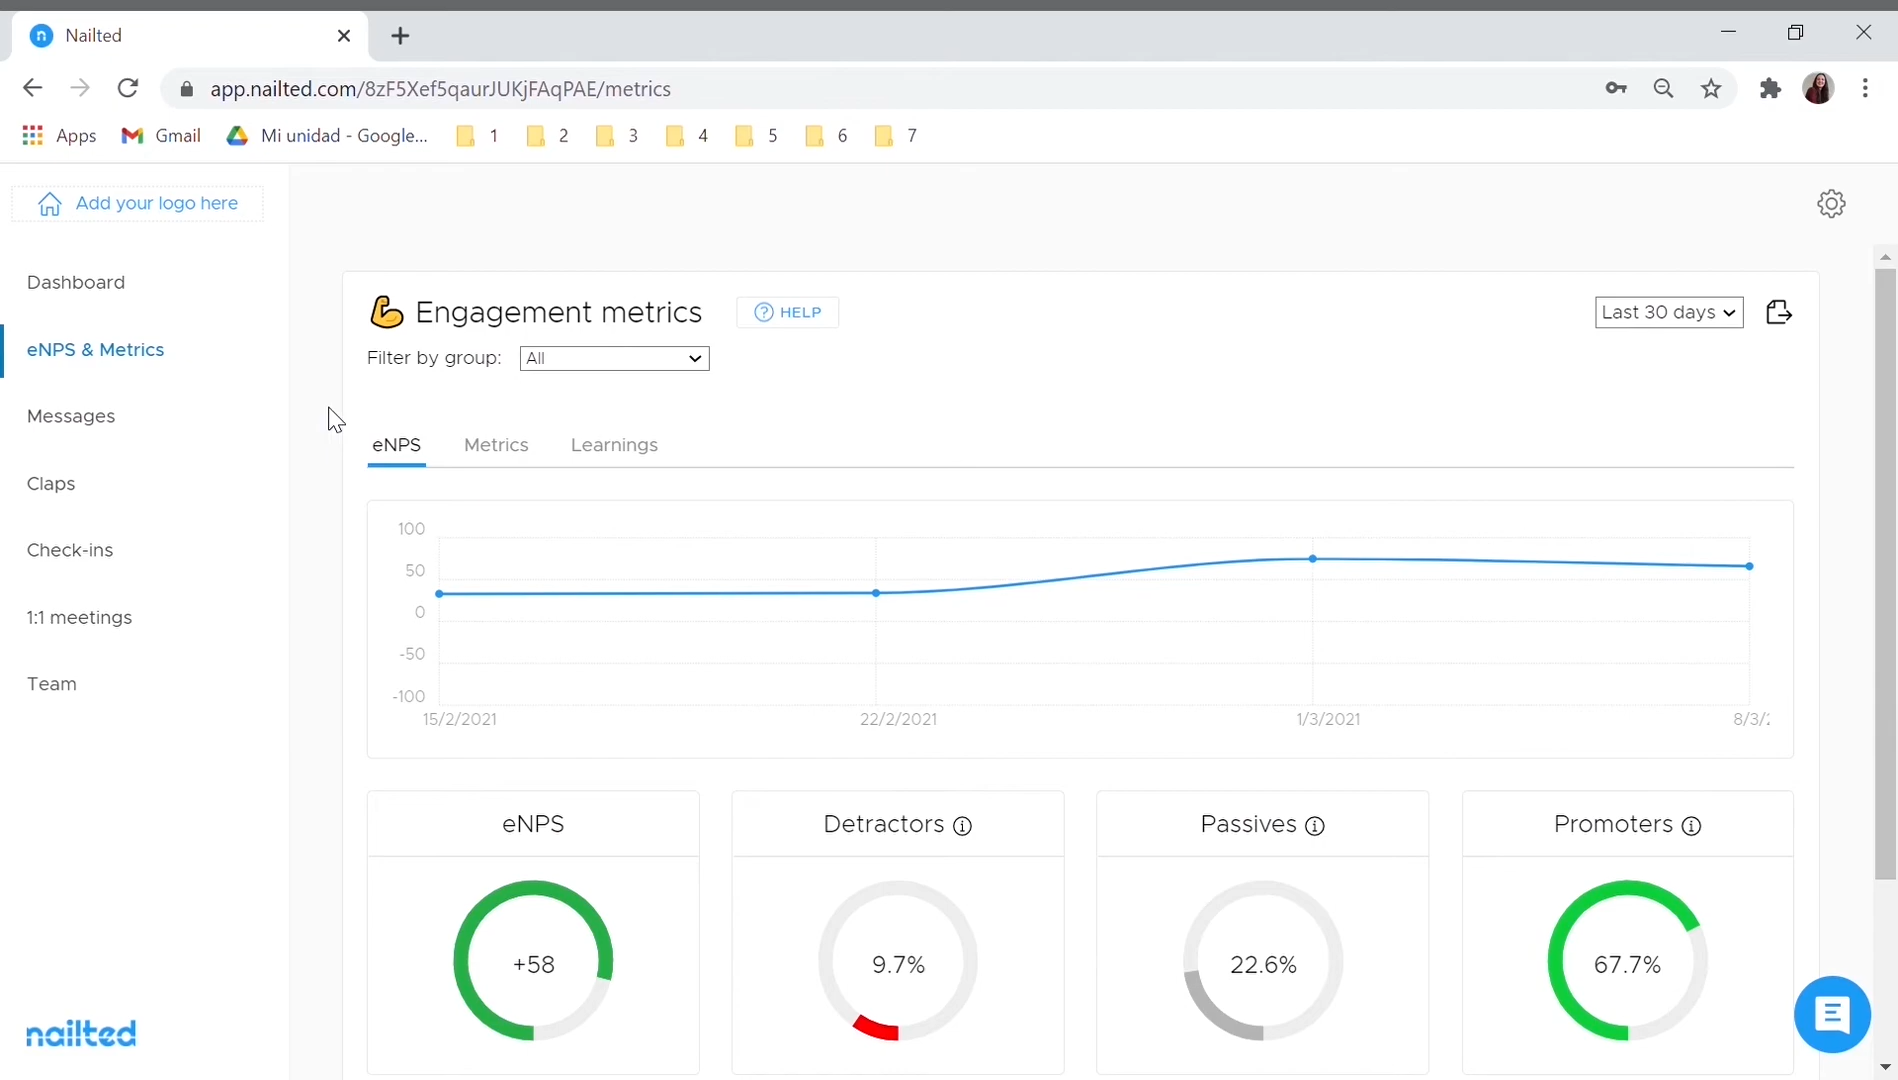 Nailted
app.nailted.com/8zF5Xef5qaurJUKjFAqPAE/metrics
Apps Gmail Mi unidad - Google... 1 2 3 4 5 6 7
Add your logo here
Dashboard
eNPS & Metrics
Messages
Claps
Check-ins
1:1 meetings
Team
nailted
Engagement metrics
? HELP
Last 30 days
Filter by group: All
eNPS Metrics Learnings
100
50
0
-50
-100
15/2/2021 22/2/2021 1/3/2021 8/3/2
eNPS
+58
Detractors
9.7%
Passives
22.6%
Promoters
67.7%